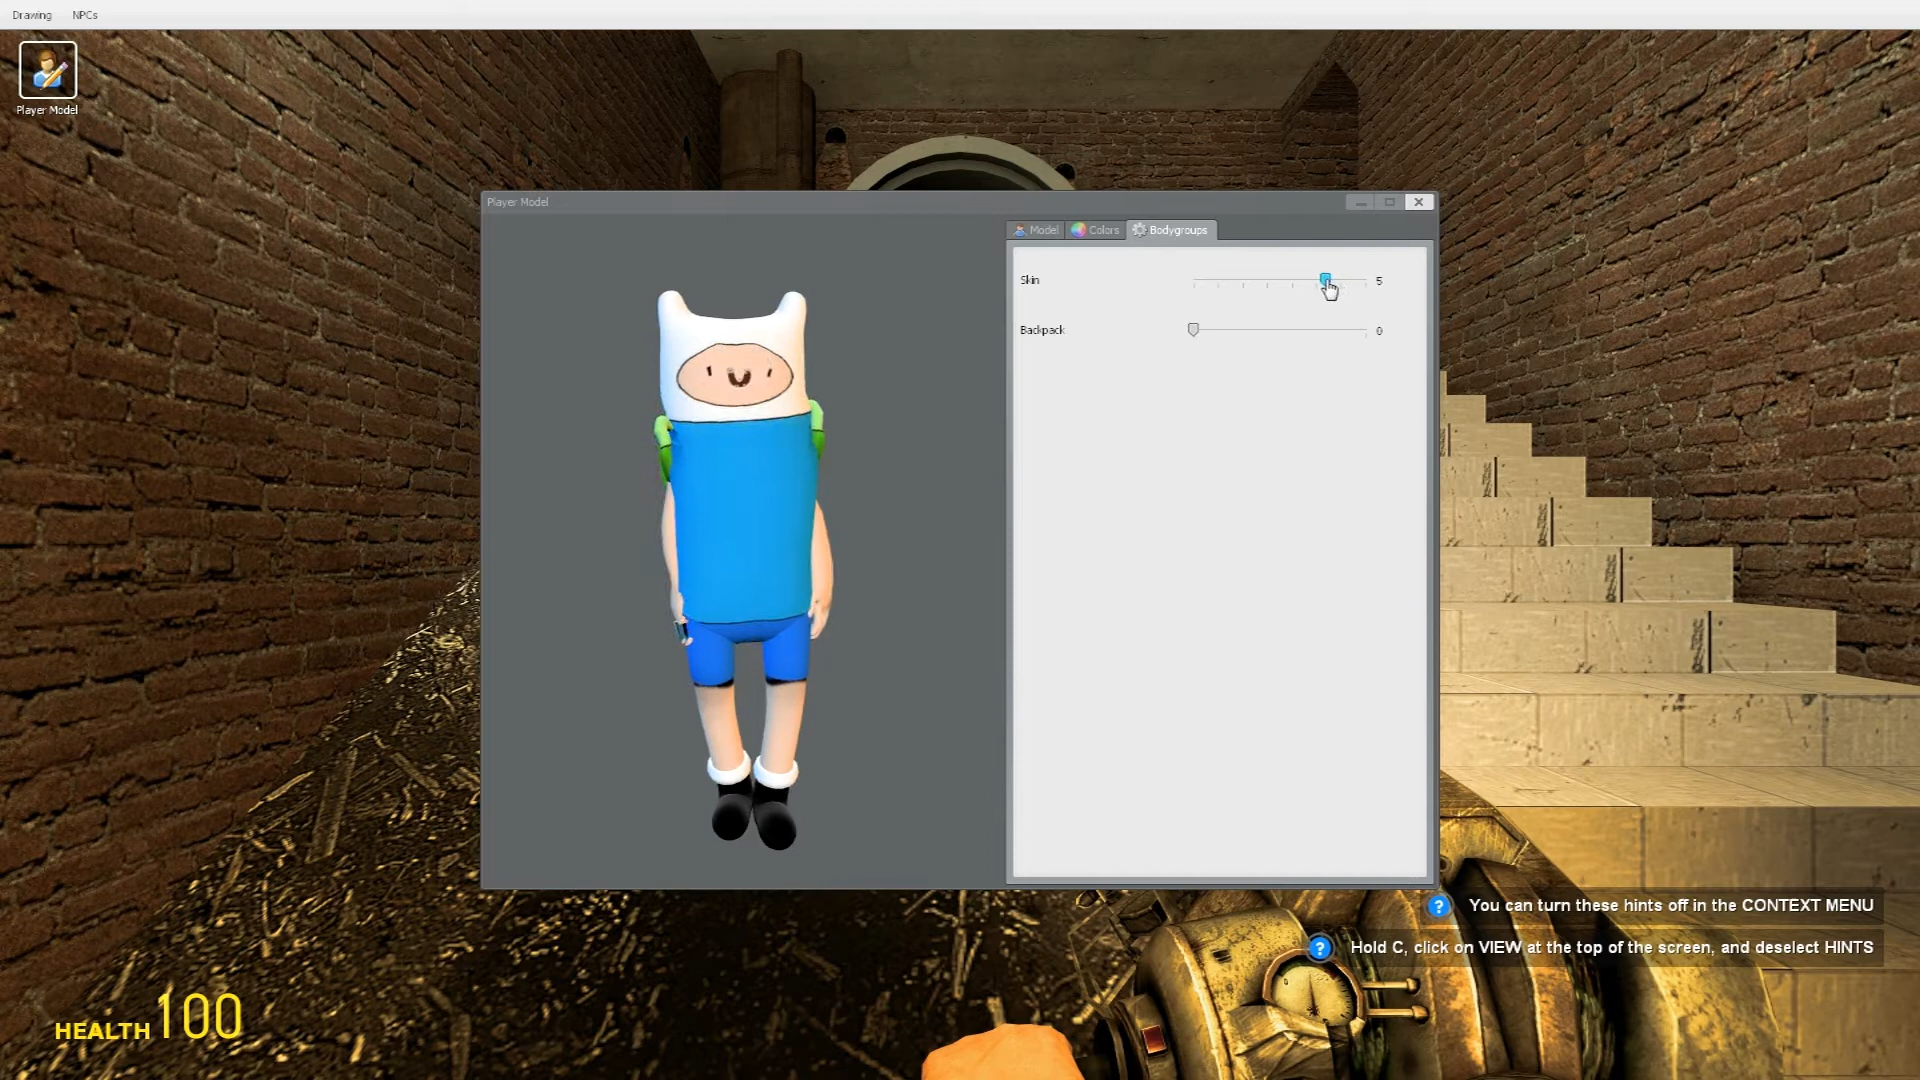 Drawing NPCs
Player Model
Player Model
Model Colors Bodygroups
Skin 5
Backpack 0
You can turn these hints off in the CONTEXT MENU
Hold C, click on VIEW at the top of the screen, and deselect HINTS
HEALTH 100